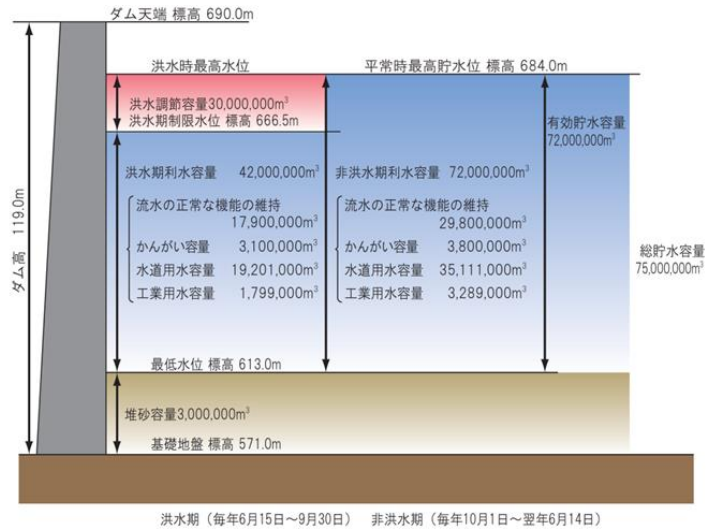 ダム天端 標高 690.0m
洪水時最高水位
平常時最高貯水位 標高 684.0m
洪水調節容量30,000,000m³
洪水期制限水位 標高 666.5m
有効貯水容量
72,000,000m³
洪水期利水容量 42,000,000m³
非洪水期利水容量 72,000,000m³
流水の正常な機能の維持
17,900,000m³
かんがい容量 3,100,000m³
水道用水容量 19,201,000m³
工業用水容量 1,799,000m³
流水の正常な機能の維持
29,800,000m³
かんがい容量 3,800,000m³
水道用水容量 35,111,000m³
工業用水容量 3,289,000m³
総貯水容量
75,000,000m³
ダム高 119.0m
最低水位 標高 613.0m
堆砂容量3,000,000m³
基礎地盤 標高 571.0m
洪水期（毎年6月15日～9月30日） 非洪水期（毎年10月1日～翌年6月14日）